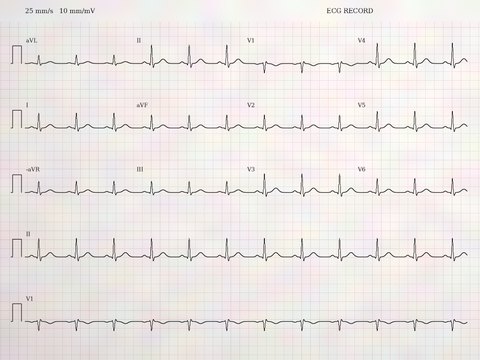 25 mm/s 10 mm/mV ECG RECORD
aVL II V1 V4
I aVF V2 V5
-aVR III V3 V6
II
V1